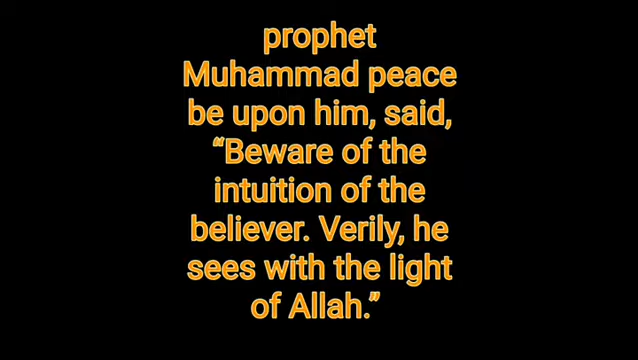 prophet
Muhammad peace
be upon him, said,
“Beware of the
intuition of the
believer. Verily, he
sees with the light
of Allah.”